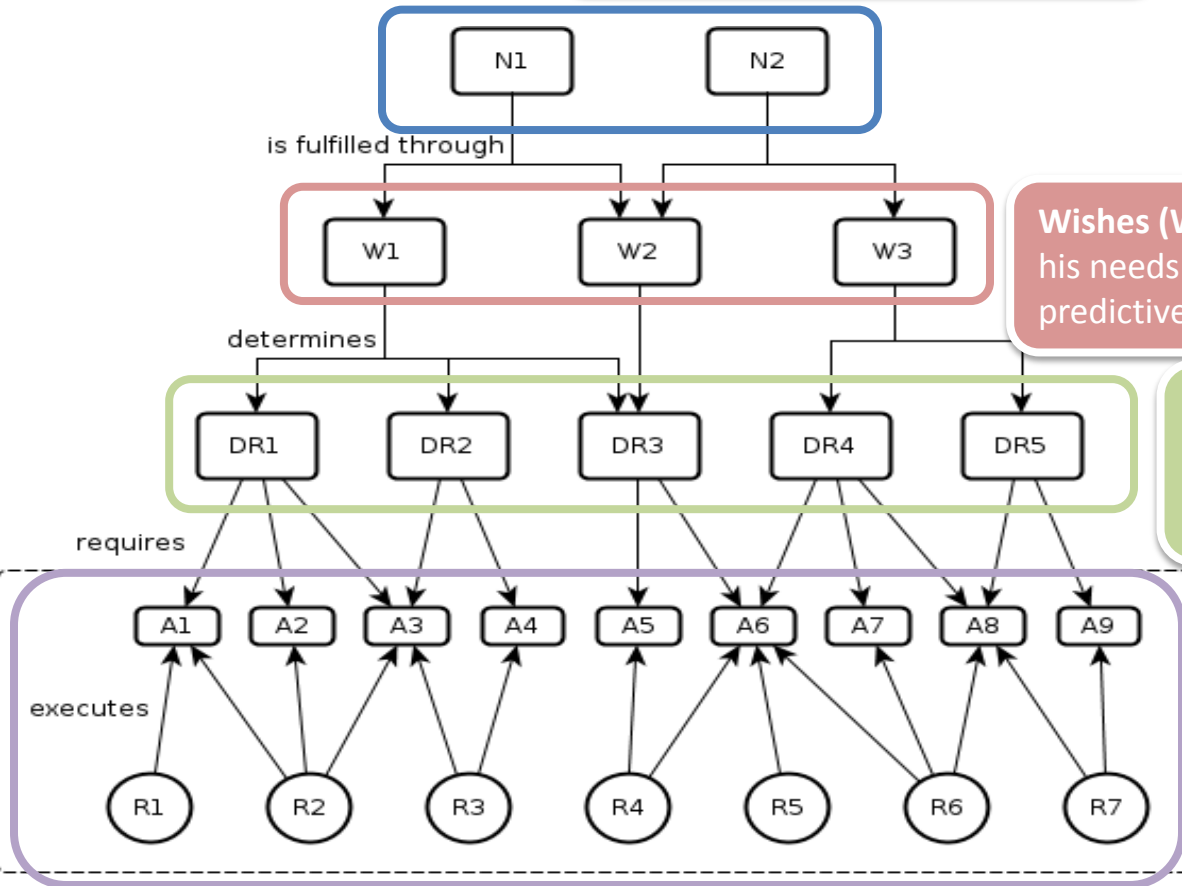 N1 N2
is fulfilled through
W1 W2 W3
Wishes (W
his needs
predictive
determines
DR1 DR2 DR3 DR4 DR5
requires
A1 A2 A3 A4 A5 A6 A7 A8 A9
executes
R1 R2 R3 R4 R5 R6 R7